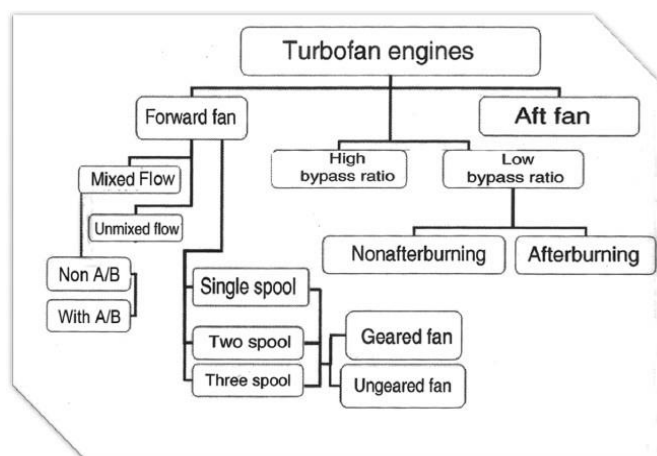 Turbofan engines
Forward fan
Aft fan
High
bypass ratio
Low
bypass ratio
Mixed Flow
Unmixed flow
Nonafterburning
Afterburning
Non A/B
With A/B
Single spool
Two spool
Three spool
Geared fan
Ungeared fan